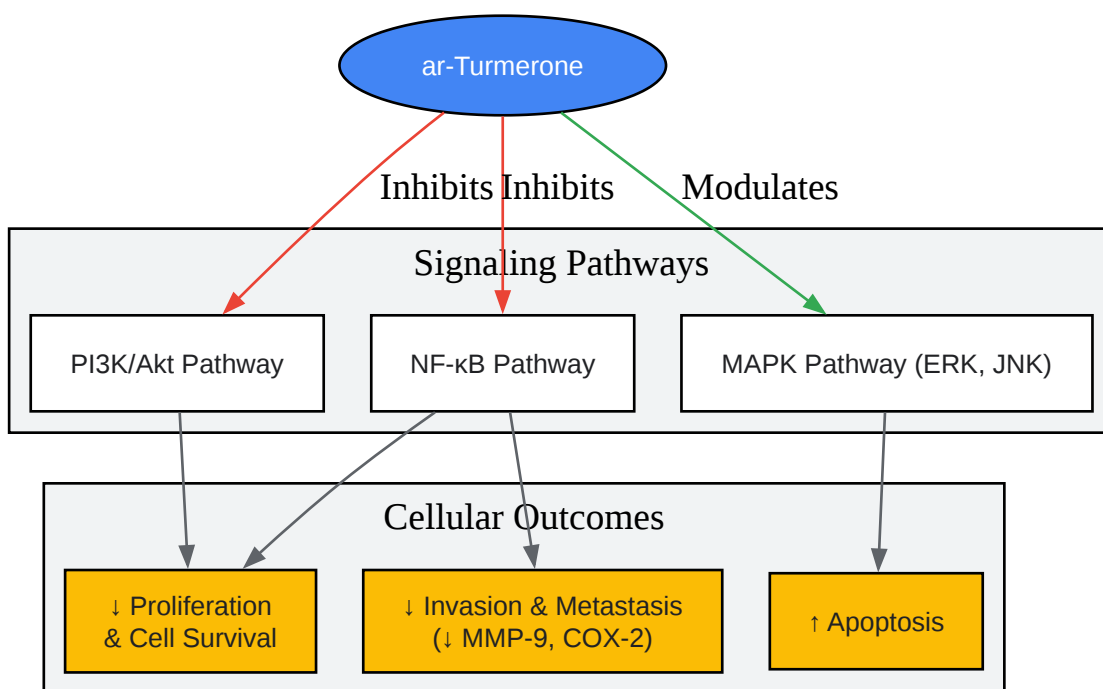 ar-Turmerone
Inhibits
Inhibits
Modulates
Signaling Pathways
PI3K/Akt Pathway
NF-κB Pathway
MAPK Pathway (ERK, JNK)
Cellular Outcomes
↓ Proliferation
& Cell Survival
↓ Invasion & Metastasis
(↓ MMP-9, COX-2)
↑ Apoptosis